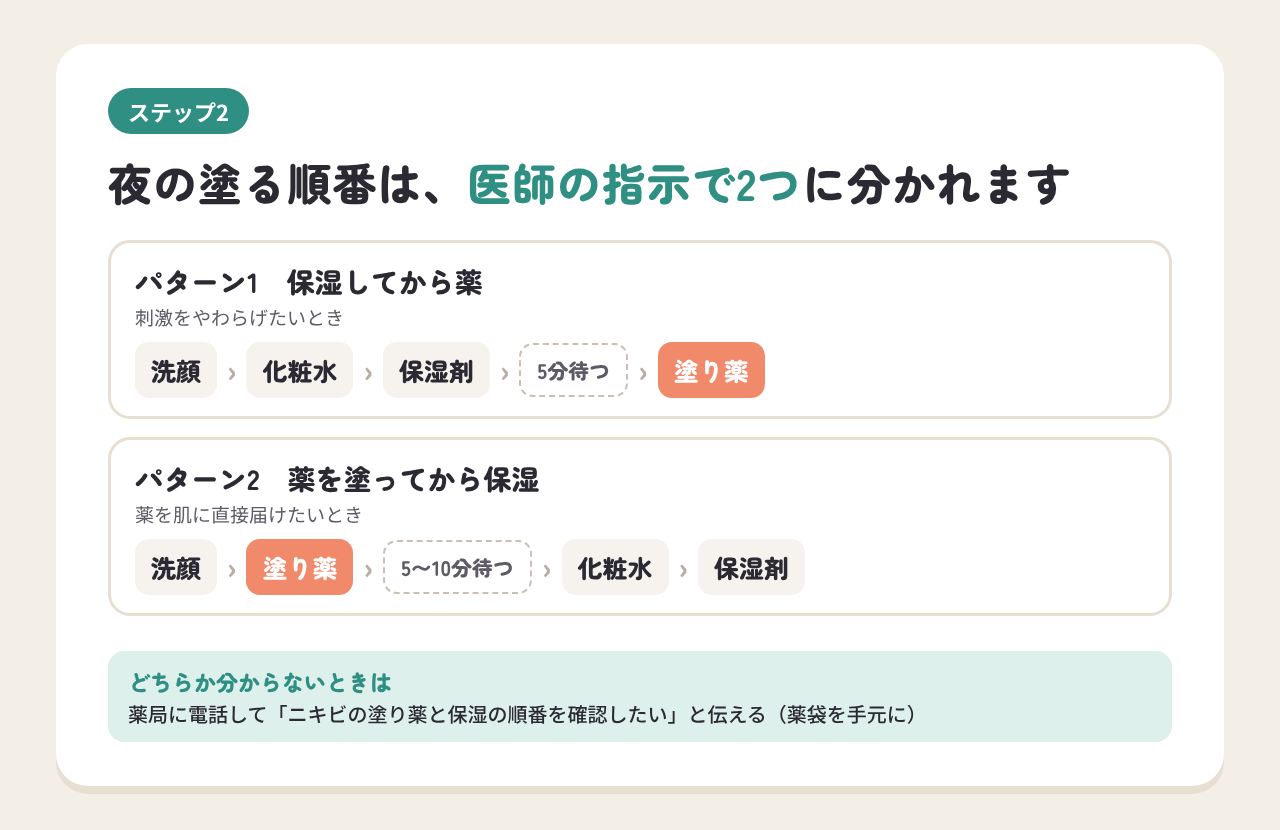 ステップ2
夜の塗る順番は、医師の指示で2つに分かれます
パターン1　保湿してから薬
刺激をやわらげたいとき
洗顔 › 化粧水 › 保湿剤 › 5分待つ › 塗り薬
パターン2　薬を塗ってから保湿
薬を肌に直接届けたいとき
洗顔 › 塗り薬 › 5〜10分待つ › 化粧水 › 保湿剤
どちらか分からないときは
薬局に電話して「ニキビの塗り薬と保湿の順番を確認したい」と伝える（薬袋を手元に）